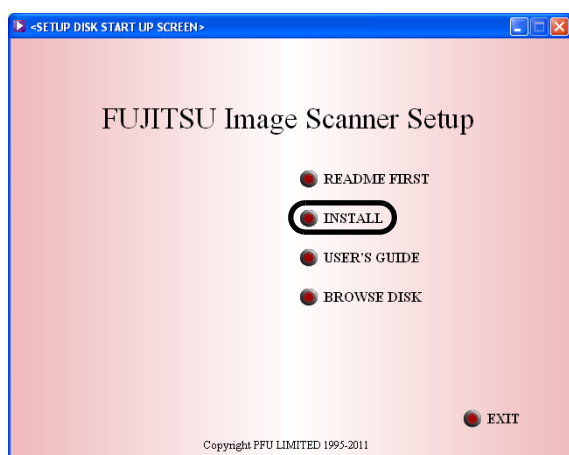 <SETUP DISK START UP SCREEN>
FUJITSU Image Scanner Setup
README FIRST
INSTALL
USER'S GUIDE
BROWSE DISK
EXIT
Copyright PFU LIMITED 1995-2011